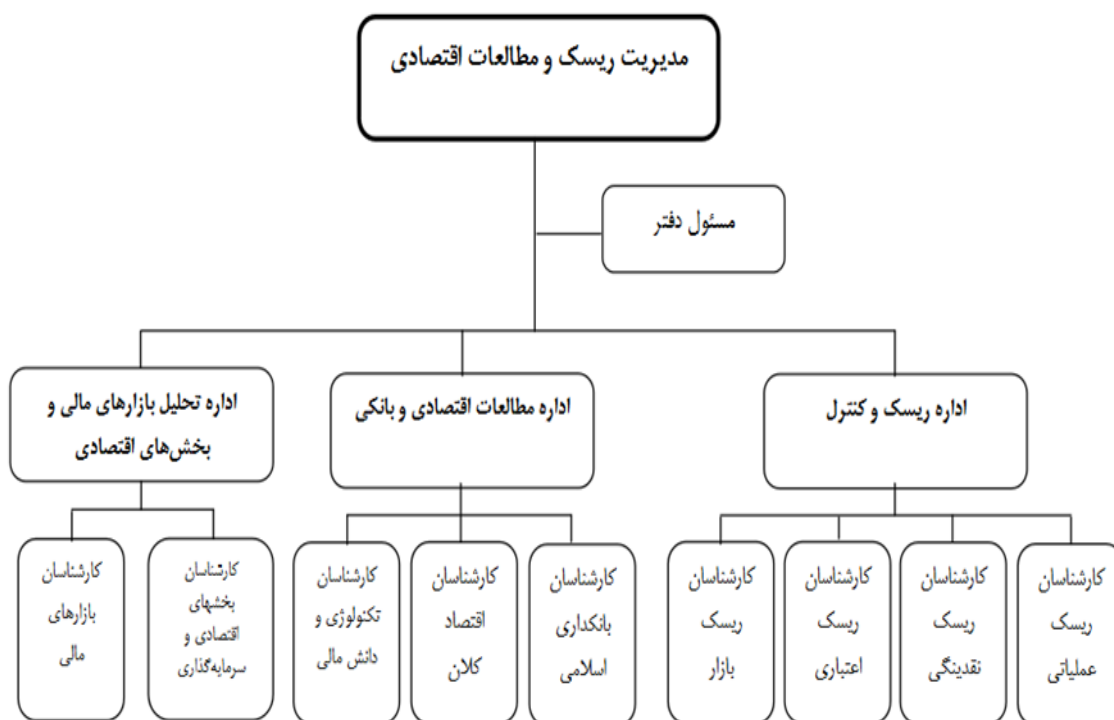 مدیریت ریسک و مطالعات اقتصادی
مسئول دفتر
اداره ریسک و کنترل
اداره مطالعات اقتصادی و بانکی
اداره تحلیل بازارهای مالی و
بخش‌های اقتصادی
کارشناسان
ریسک
عملیاتی
کارشناسان
ریسک
نقدینگی
کارشناسان
ریسک
اعتباری
کارشناسان
ریسک
بازار
کارشناسان
بانکداری
اسلامی
کارشناسان
اقتصاد
کلان
کارشناسان
تکنولوژی و
دانش مالی
کارشناسان
بخشهای
اقتصادی و
سرمایه‌گذاری
کارشناسان
بازارهای
مالی